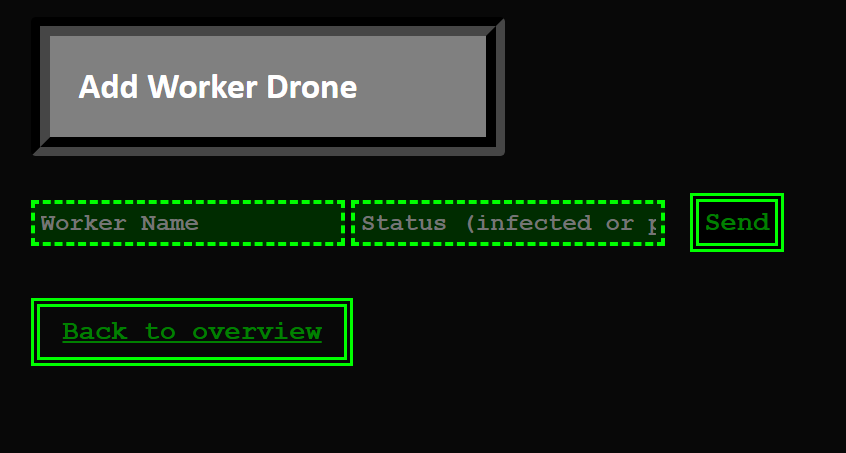 Add Worker Drone
Worker Name
Status (infected or
Send
Back to overview